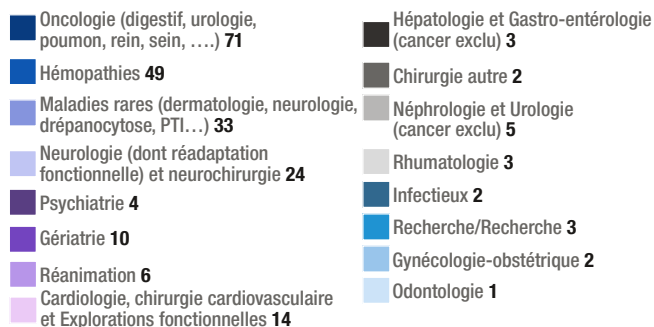 Oncologie (digestif, urologie,
poumon, rein, sein, ….) 71
Hémopathies 49
Maladies rares (dermatologie, neurologie,
drépanocytose, PTI…) 33
Neurologie (dont réadaptation
fonctionnelle) et neurochirurgie 24
Psychiatrie 4
Gériatrie 10
Réanimation 6
Cardiologie, chirurgie cardiovasculaire
et Explorations fonctionnelles 14
Hépatologie et Gastro-entérologie
(cancer exclu) 3
Chirurgie autre 2
Néphrologie et Urologie
(cancer exclu) 5
Rhumatologie 3
Infectieux 2
Recherche/Recherche 3
Gynécologie-obstétrique 2
Odontologie 1